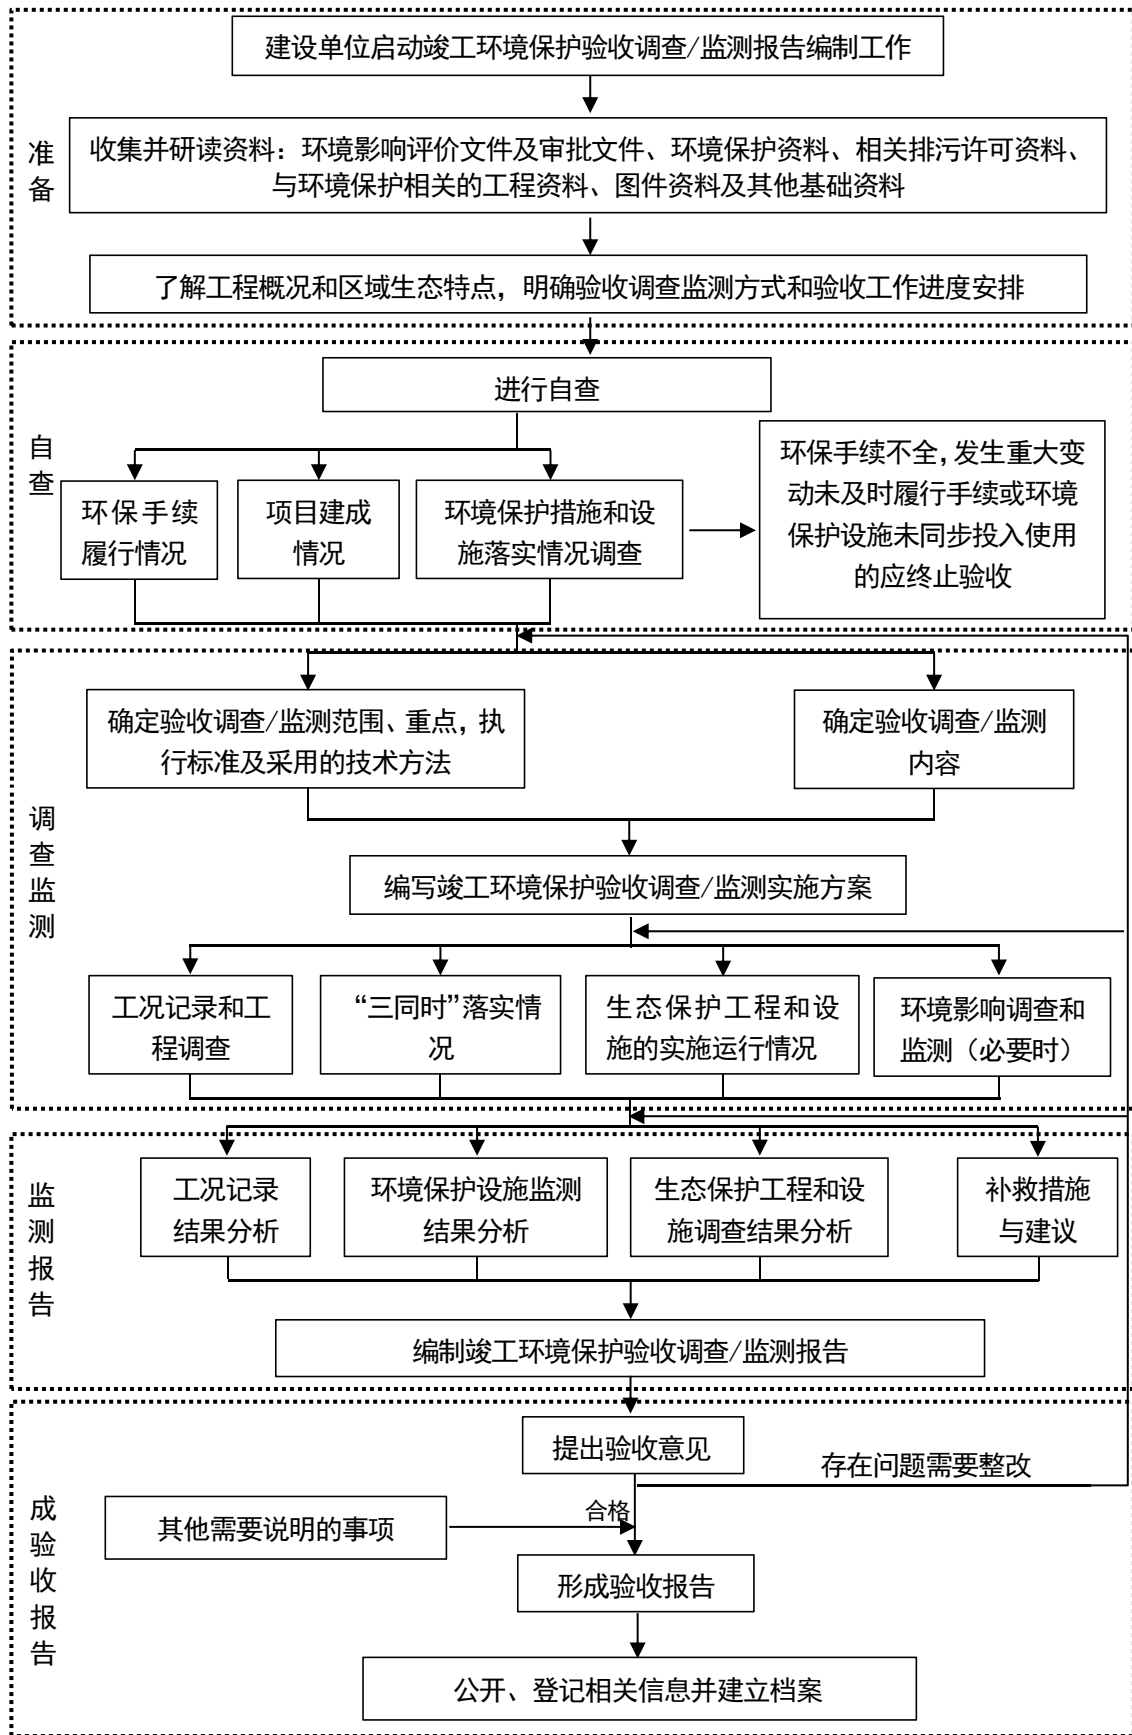 建设单位启动竣工环境保护验收调查/监测报告编制工作
准
备
收集并研读资料：环境影响评价文件及审批文件、环境保护资料、相关排污许可资料、
与环境保护相关的工程资料、图件资料及其他基础资料
了解工程概况和区域生态特点，明确验收调查监测方式和验收工作进度安排
自
查
进行自查
环保手续
履行情况
项目建成
情况
环境保护措施和设
施落实情况调查
环保手续不全，发生重大变
动未及时履行手续或环境
保护设施未同步投入使用
的应终止验收
调
查
监
测
确定验收调查/监测范围、重点，执
行标准及采用的技术方法
确定验收调查/监测
内容
编写竣工环境保护验收调查/监测实施方案
工况记录和工
程调查
“三同时”落实情
况
生态保护工程和设
施的实施运行情况
环境影响调查和
监测（必要时）
监
测
报
告
工况记录
结果分析
环境保护设施监测
结果分析
生态保护工程和设
施调查结果分析
补救措施
与建议
编制竣工环境保护验收调查/监测报告
成
验
收
报
告
提出验收意见
存在问题需要整改
合格
其他需要说明的事项
形成验收报告
公开、登记相关信息并建立档案